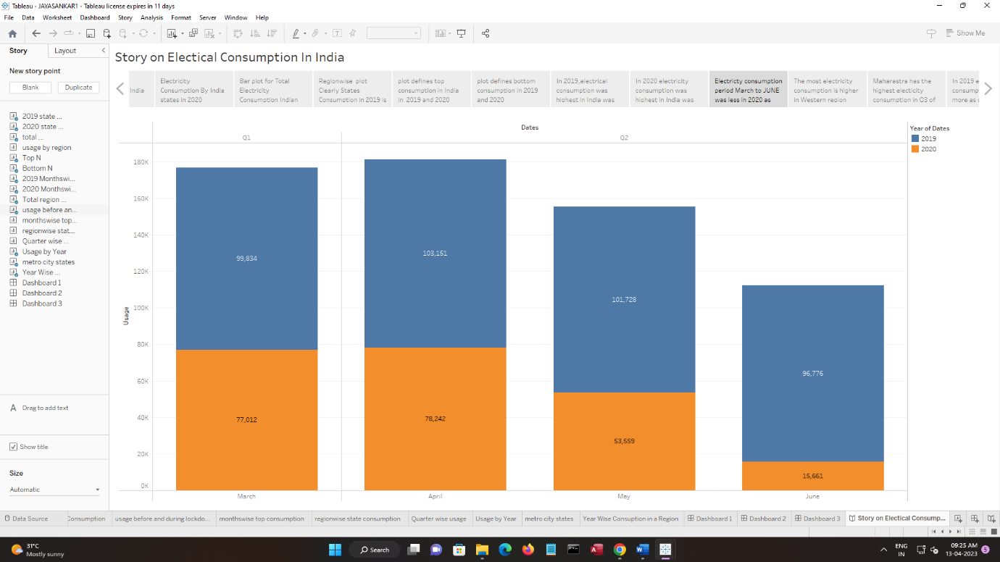 Tableau - JAYASANKAR1 - Tableau license expires in 11 days
File Data Worksheet Dashboard Story Analysis Format Server Window Help
Show Me
Story Layout
New story point
Blank Duplicate
2019 state ...
2020 state ...
total ...
usage by region
Top N
Bottom N
2019 Monthswi...
2020 Monthswi...
Total region ...
usage before an...
monthswise top...
regionwise stat...
Quarter wise ...
Usage by Year
metro city states
Year Wise ...
Dashboard 1
Dashboard 2
Dashboard 3
A Drag to add text
Show title
Size
Automatic
Story on Electical Consumption In India
India
Electricity
Consumption By India
states in 2020
Bar plot for Total
Electricity
Consumption Indian
Regionwise plot
Clearly States
Consumption in 2019 is
plot defines top
consumption in India
in 2019 and 2020
plot defines bottom
consumption in 2019
and 2020
In 2019,electrical
consumption was
highest in India was
In 2020 electricity
consumption was
highest in India was
Electricty consumption
period March to JUNE
was less in 2020 as
The most electricity
consumption is higher
in Western region
Maharastra has the
highest electicity
consumption in Q3 of
In 2019 e
consump
more as
Dates
Q1 Q2
Usage
180K
160K
140K
120K
100K
80K
60K
40K
20K
0K
99,834
77,012
103,151
78,242
101,728
53,559
96,776
15,661
March April May June
Year of Dates
2019
2020
Data Source Consumption usage before and during lockdo... monthswise top consumption regionwise state consumption Quarter wise usage Usage by Year metro city states Year Wise Consuption in a Region Dashboard 1 Dashboard 2 Dashboard 3 Story on Electical Consump...
31°C
Mostly sunny
Search
ENG
IN
09:25 AM
13-04-2023
5